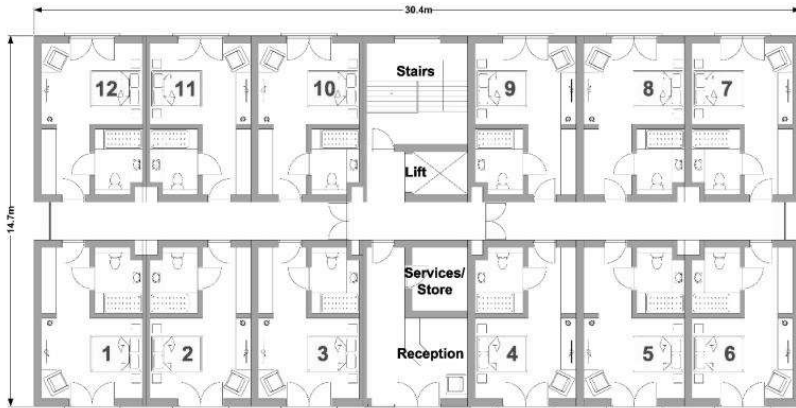 30.4m
14.7m
12
11
10
Stairs
9
8
7
Lift
Services/
Store
1
2
3
Reception
4
5
6